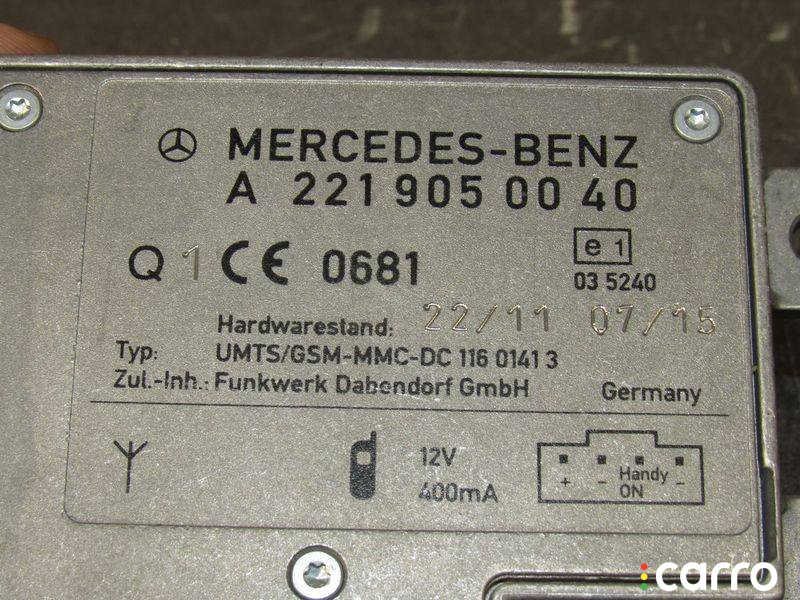 MERCEDES-BENZ
A 221 905 00 40
Q 1 CE 0681 e 1
03 5240
Hardwarestand: 22/11 07/15
Typ: UMTS/GSM-MMC-DC 116 0141 3
Zul.-Inh.: Funkwerk Dabendorf GmbH Germany
12V
400mA
+ - Handy -
ON
carro